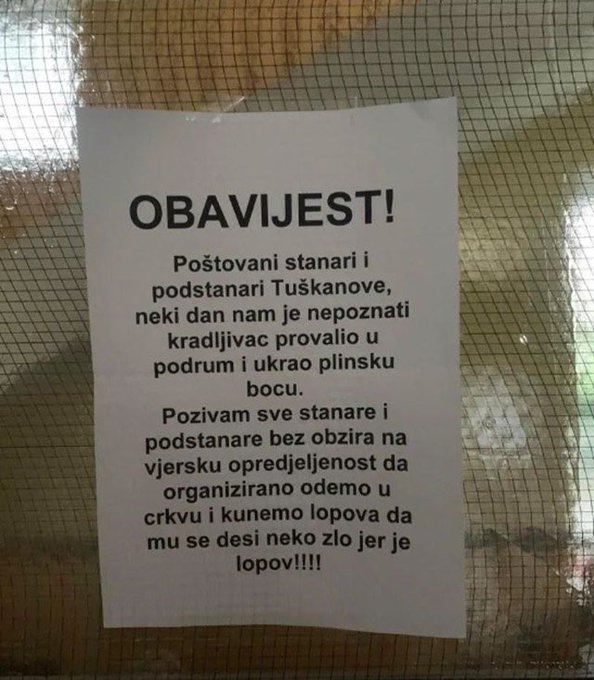 OBAVIJEST!
Poštovani stanari i
podstanari Tuškanove,
neki dan nam je nepoznati
kradljivac provalio u
podrum i ukrao plinsku
bocu.
Pozivam sve stanare i
podstanare bez obzira na
vjersku opredjeljenost da
organizirano odemo u
crkvu i kunemo lopova da
mu se desi neko zlo jer je
lopov!!!!